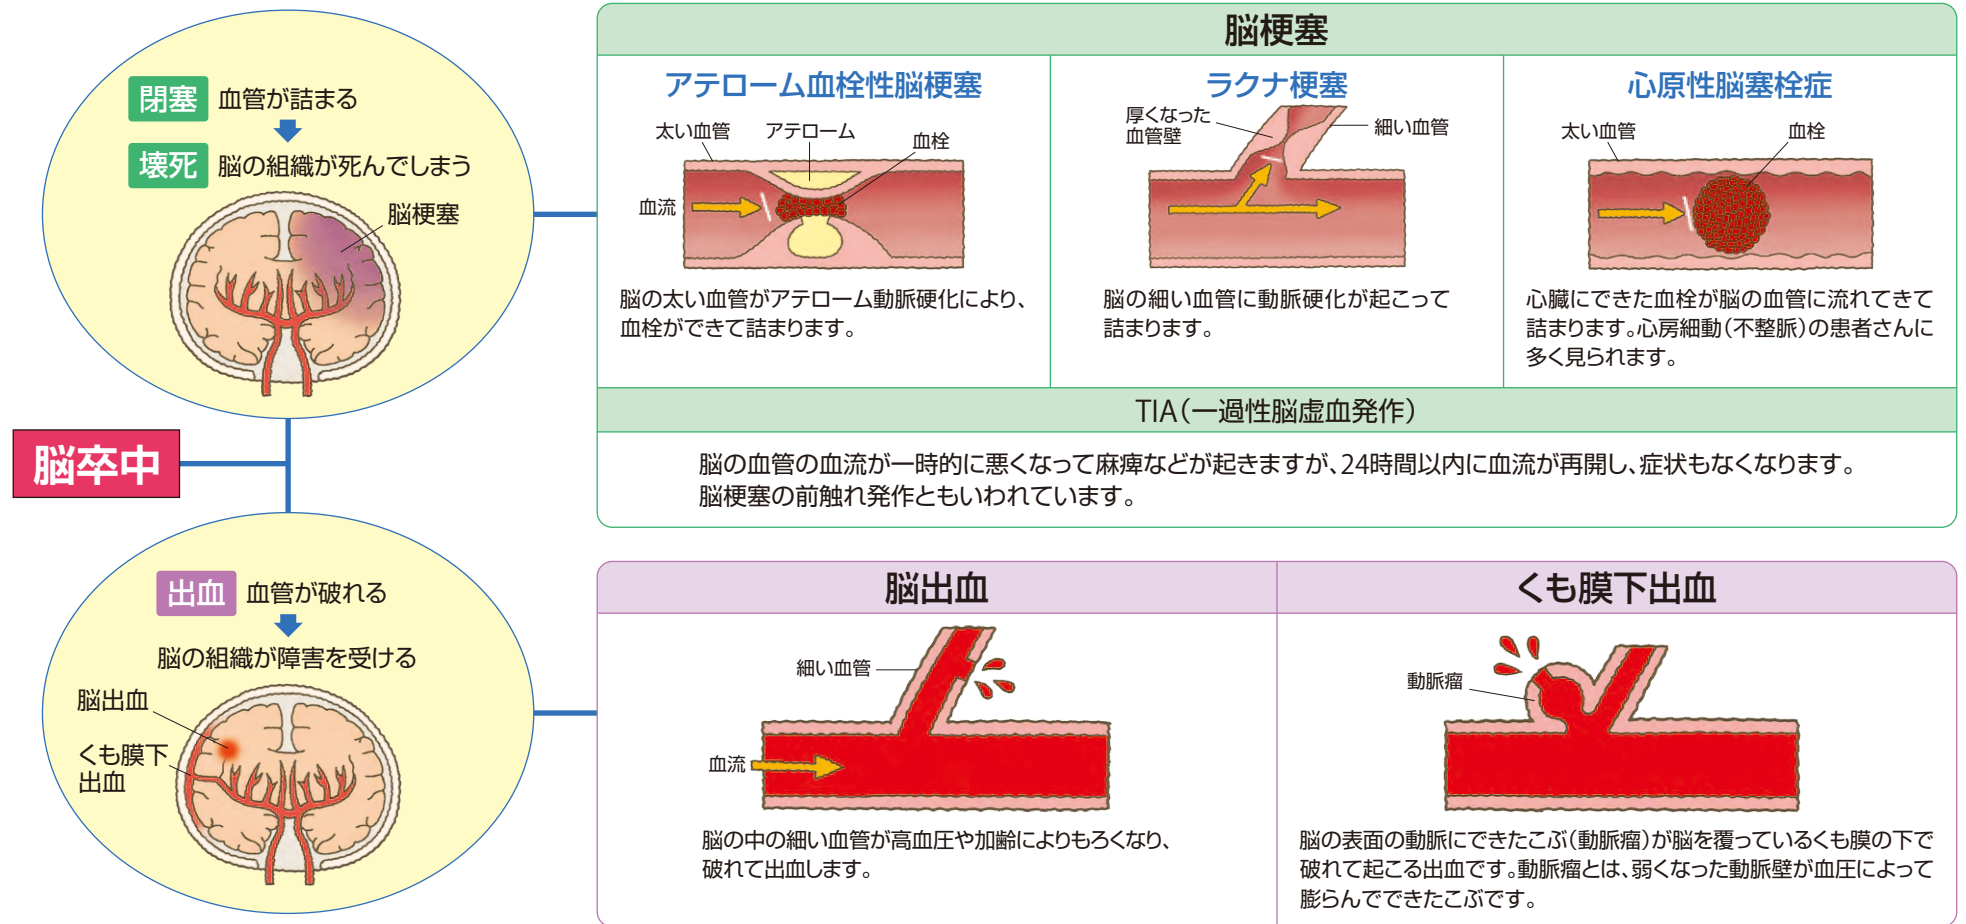 脳卒中
閉塞 血管が詰まる
壊死 脳の組織が死んでしまう
脳梗塞
脳梗塞
アテローム血栓性脳梗塞
太い血管
アテローム
血栓
血流
脳の太い血管がアテローム動脈硬化により、
血栓ができて詰まります。
ラクナ梗塞
厚くなった
血管壁
細い血管
脳の細い血管に動脈硬化が起こって
詰まります。
心原性脳塞栓症
太い血管
血栓
心臓にできた血栓が脳の血管に流れてきて
詰まります。心房細動(不整脈)の患者さんに
多く見られます。
TIA(一過性脳虚血発作)
脳の血管の血流が一時的に悪くなって麻痺などが起きますが、24時間以内に血流が再開し、症状もなくなります。
脳梗塞の前触れ発作ともいわれています。
出血 血管が破れる
脳の組織が障害を受ける
脳出血
くも膜下
出血
脳出血
細い血管
血流
脳の中の細い血管が高血圧や加齢によりもろくなり、
破れて出血します。
くも膜下出血
動脈瘤
脳の表面の動脈にできたこぶ(動脈瘤)が脳を覆っているくも膜の下で
破れて起こる出血です。動脈瘤とは、弱くなった動脈壁が血圧によって
膨らんでできたこぶです。